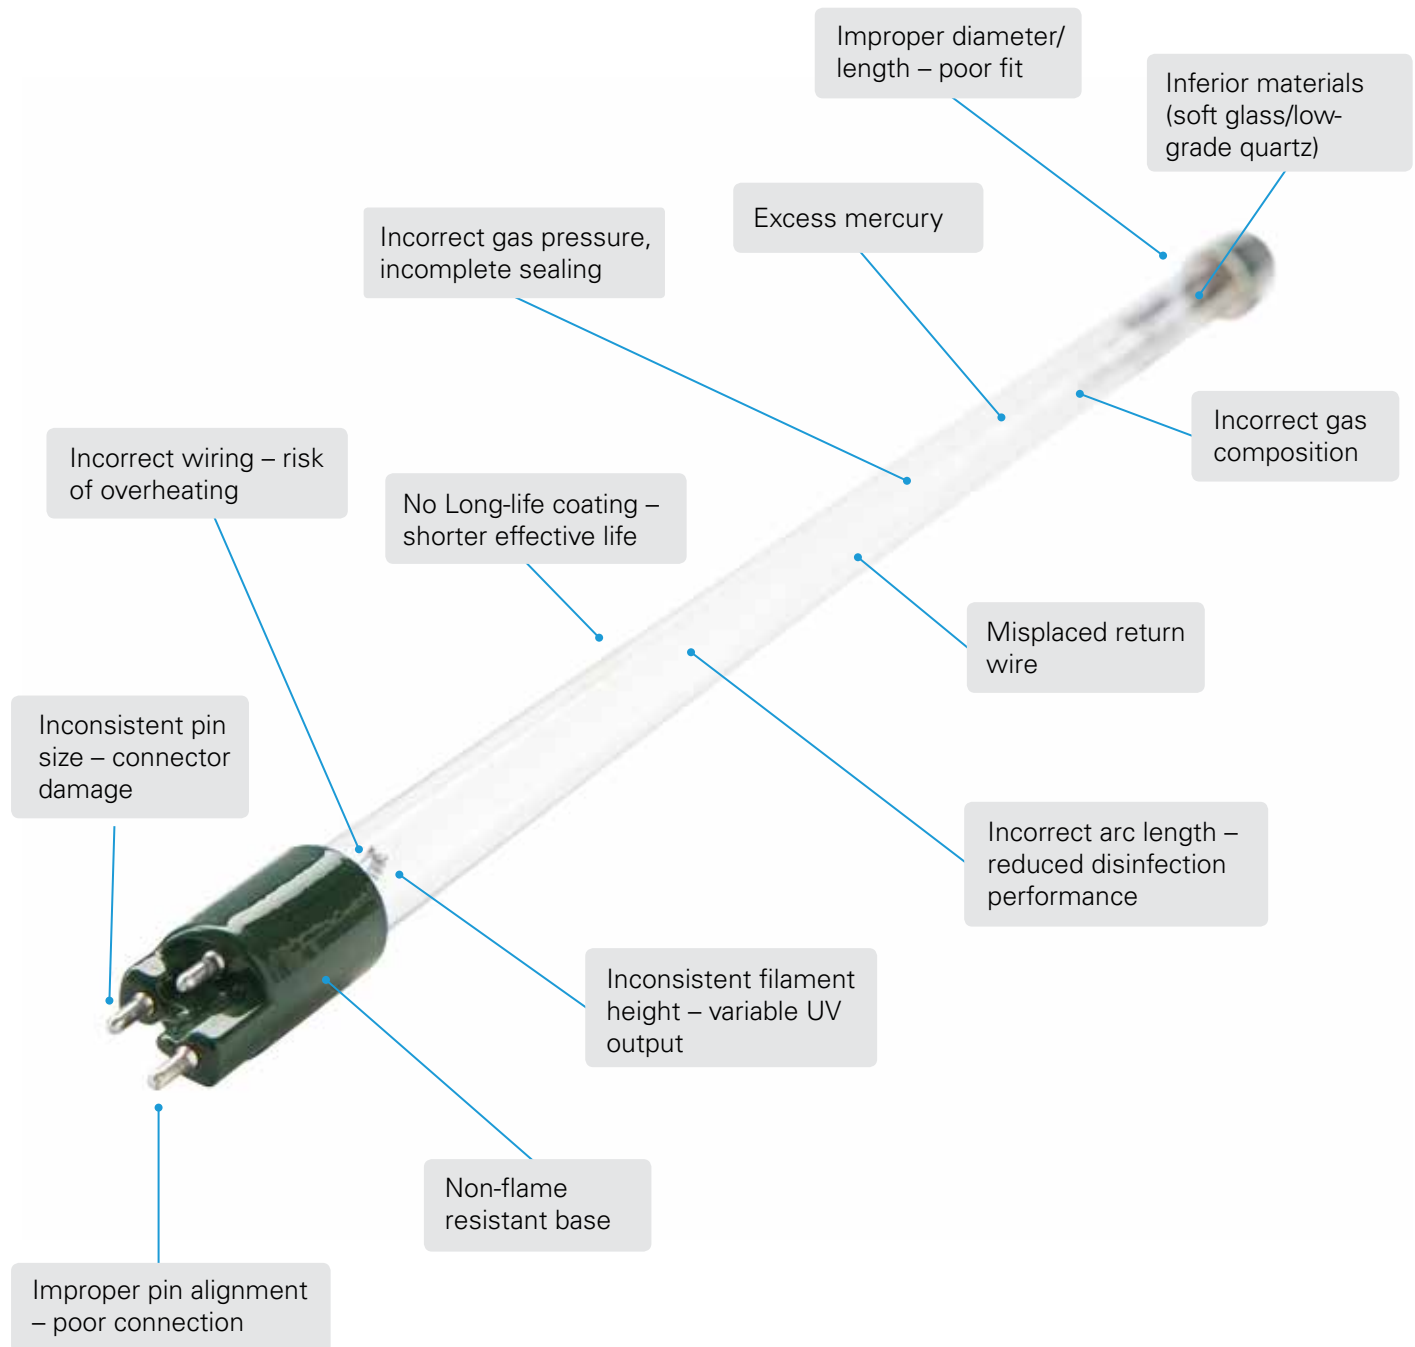 Improper diameter/
length – poor fit
Inferior materials
(soft glass/low-
grade quartz)
Excess mercury
Incorrect gas pressure,
incomplete sealing
Incorrect gas
composition
Incorrect wiring – risk
of overheating
No Long-life coating –
shorter effective life
Misplaced return
wire
Inconsistent pin
size – connector
damage
Incorrect arc length –
reduced disinfection
performance
Inconsistent filament
height – variable UV
output
Non-flame
resistant base
Improper pin alignment
– poor connection